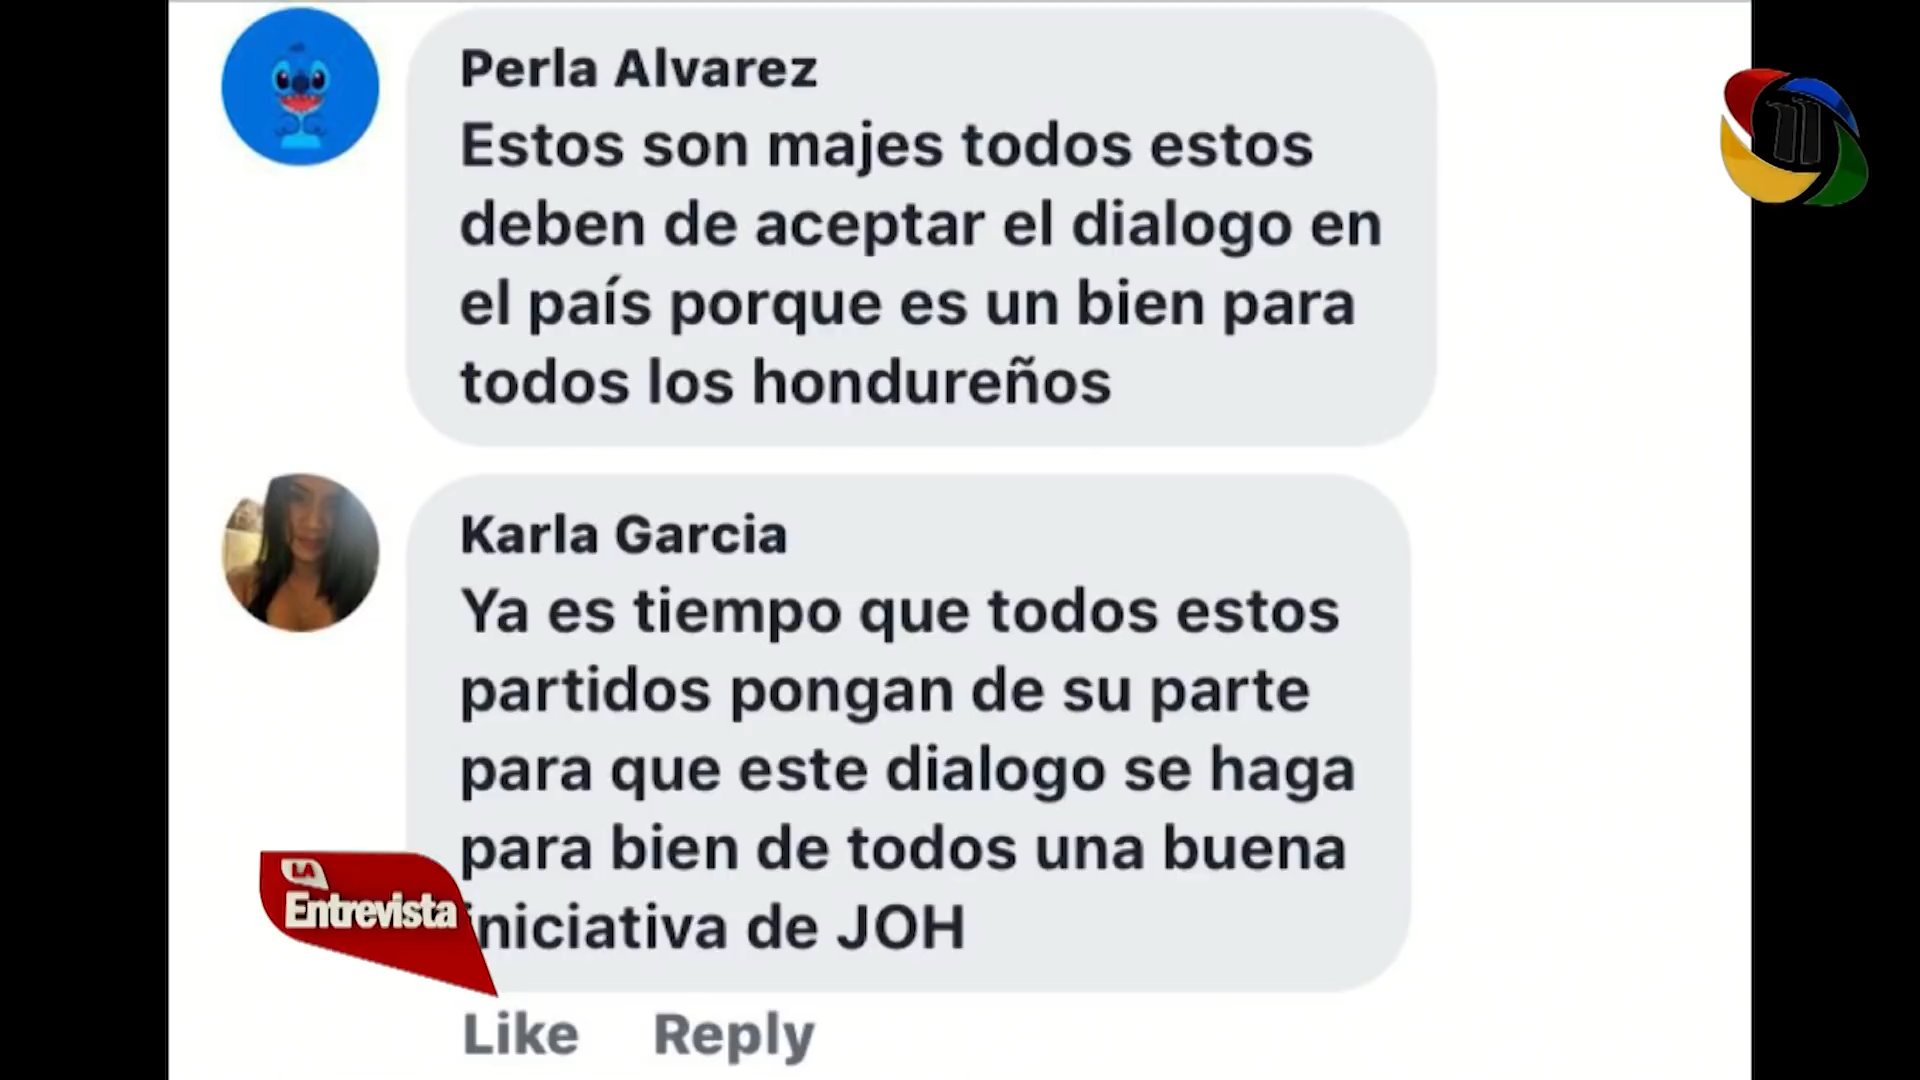 Perla Alvarez
Estos son majes todos estos
deben de aceptar el dialogo en
el país porque es un bien para
todos los hondureños
Karla Garcia
Ya es tiempo que todos estos
partidos pongan de su parte
para que este dialogo se haga
para bien de todos una buena
iniciativa de JOH
Like Reply
LA
Entrevista
11